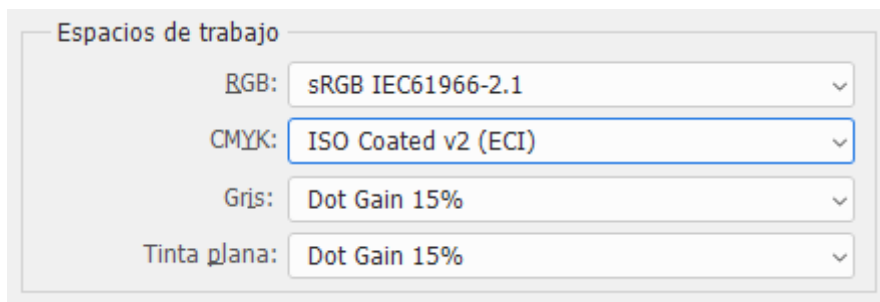 Espacios de trabajo
RGB: sRGB IEC61966-2.1
CMYK: ISO Coated v2 (ECI)
Gris: Dot Gain 15%
Tinta plana: Dot Gain 15%